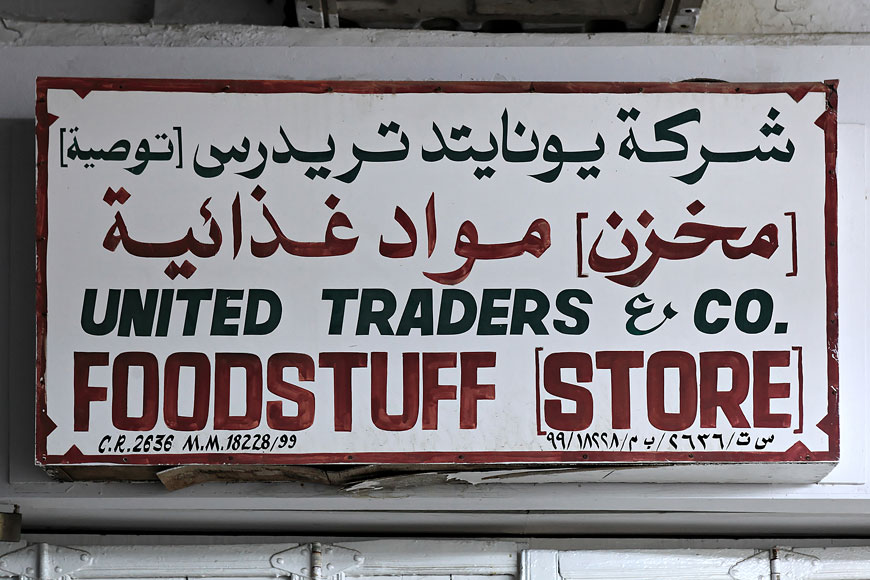 شركة يونايتد تريدرس [توصية]
[مخزن] مواد غذائية
UNITED TRADERS & CO.
FOODSTUFF [STORE]
C.R. 2636 M.M. 18228/99
س ت/٢٦٣٦ / ب م/١٨٢٢٨/٩٩